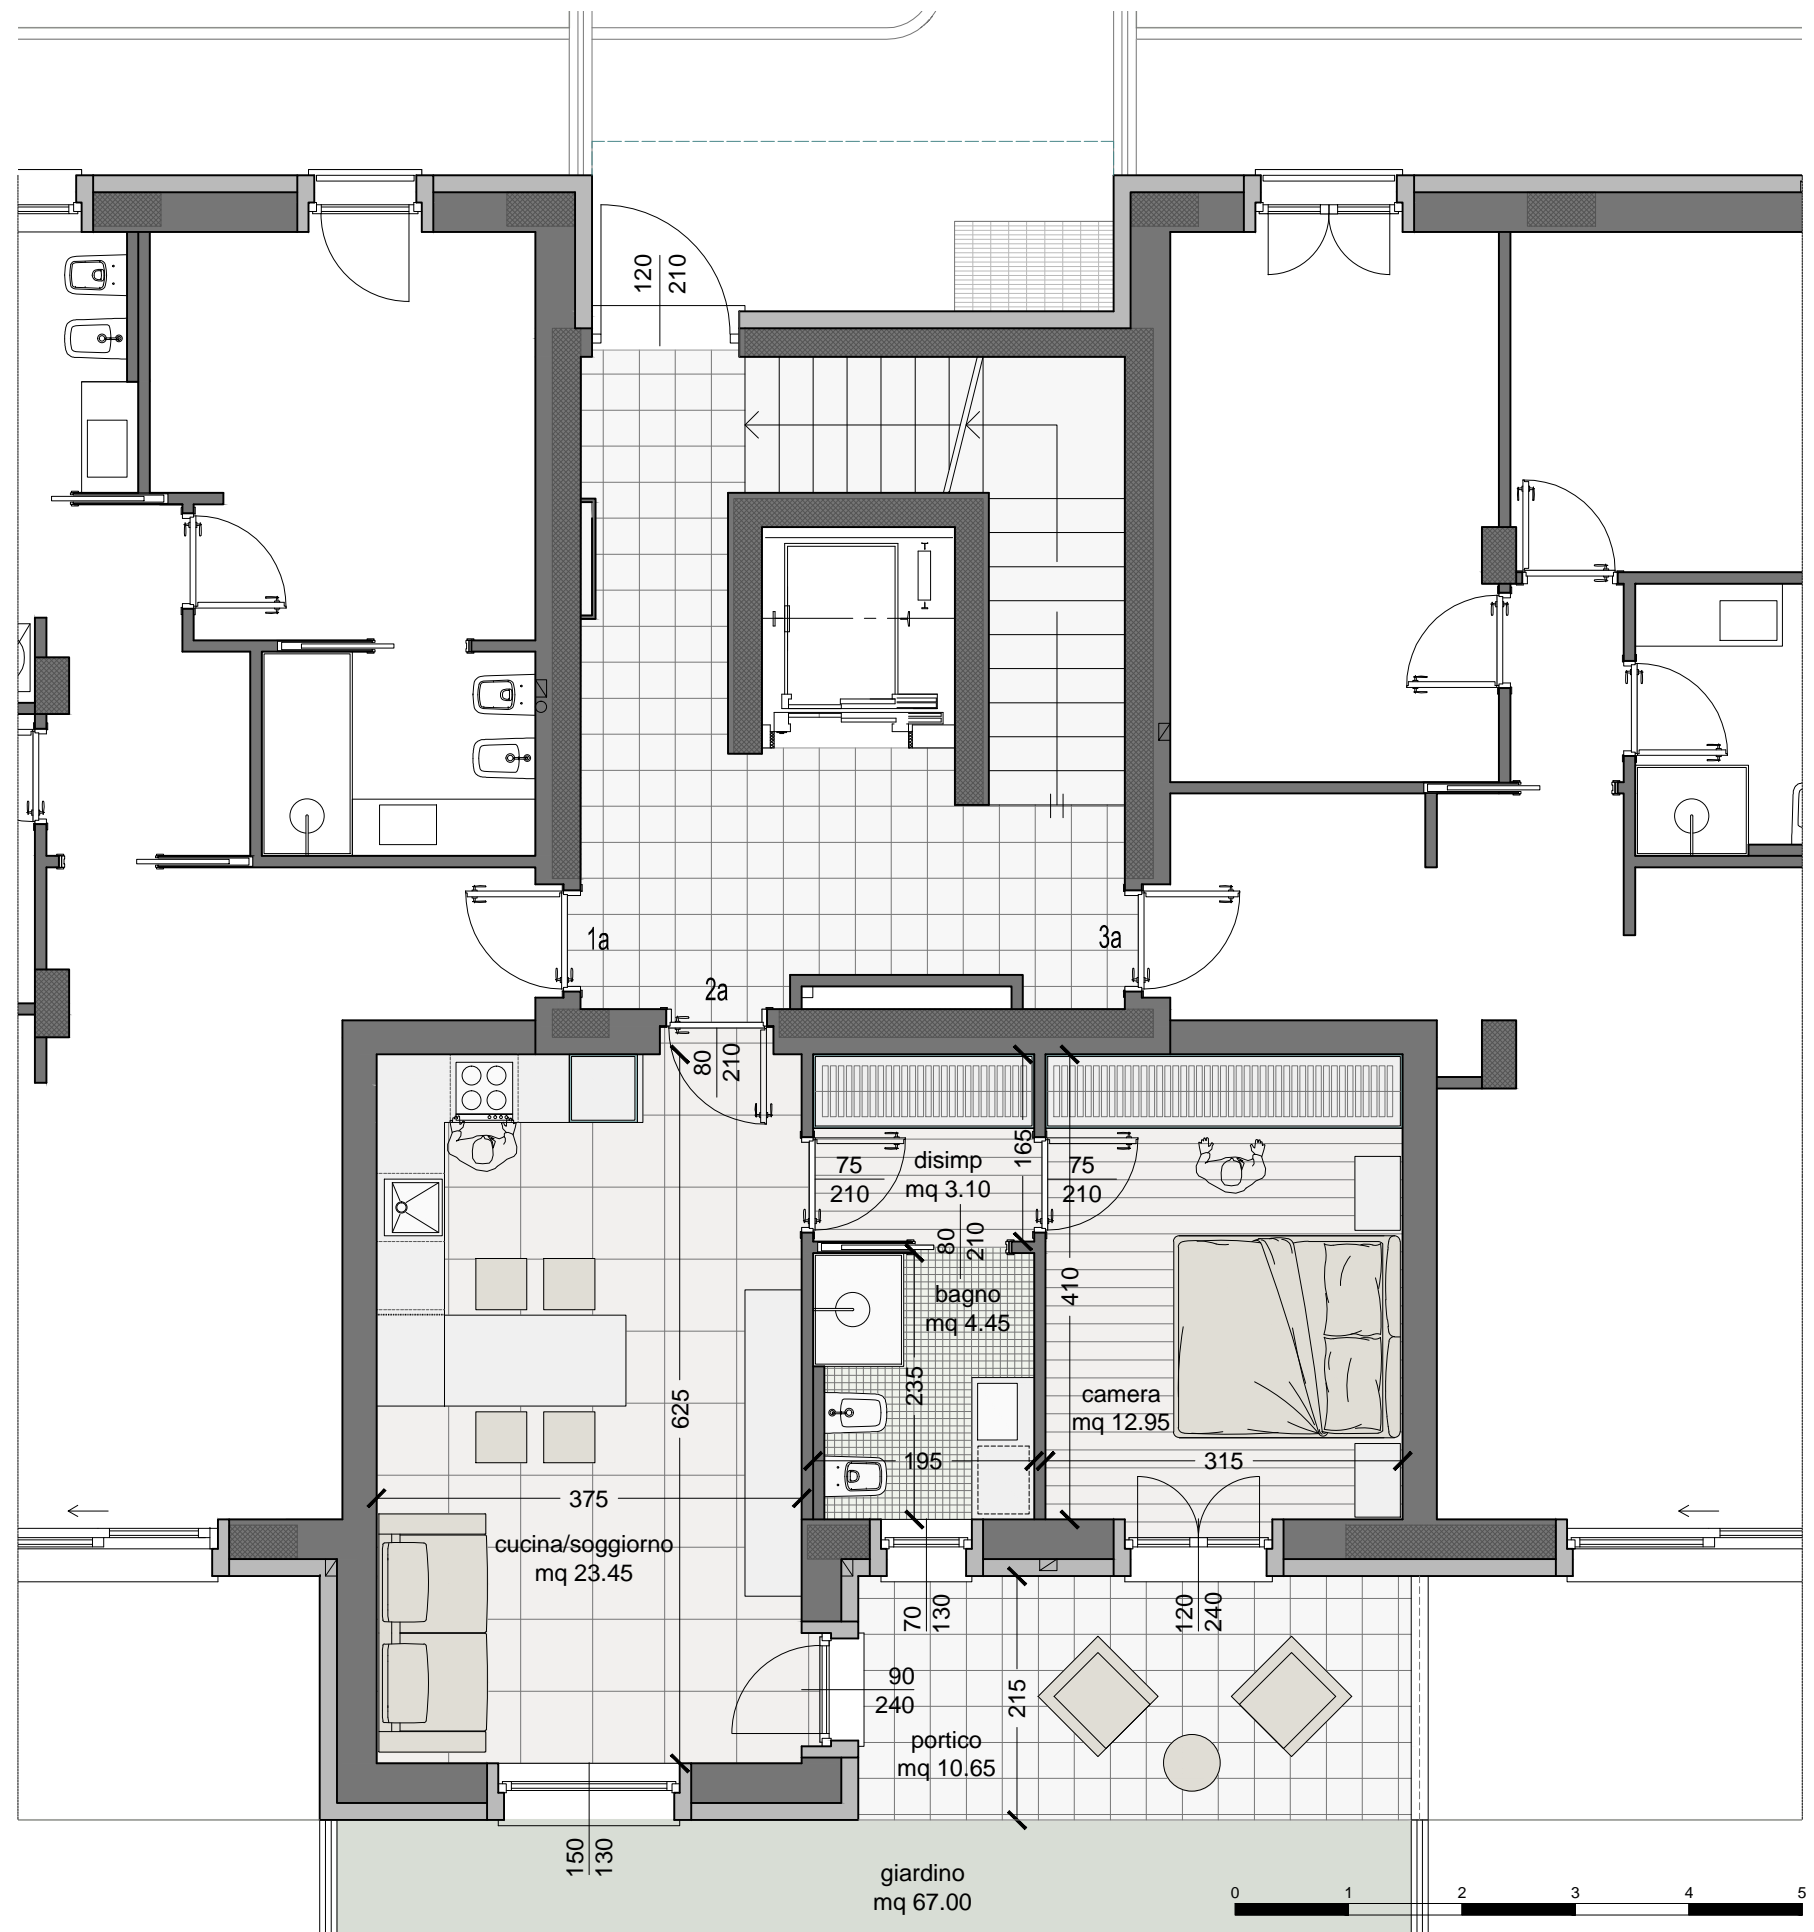 120
210
1a
3a
2a
80
210
165
75
210
disimp
mq 3.10
75
210
80
210
bagno
mq 4.45
410
235
625
camera
mq 12.95
195
315
375
cucina/soggiorno
mq 23.45
70
130
120
240
90
240
215
portico
mq 10.65
150
130
giardino
mq 67.00
0 1 2 3 4 5